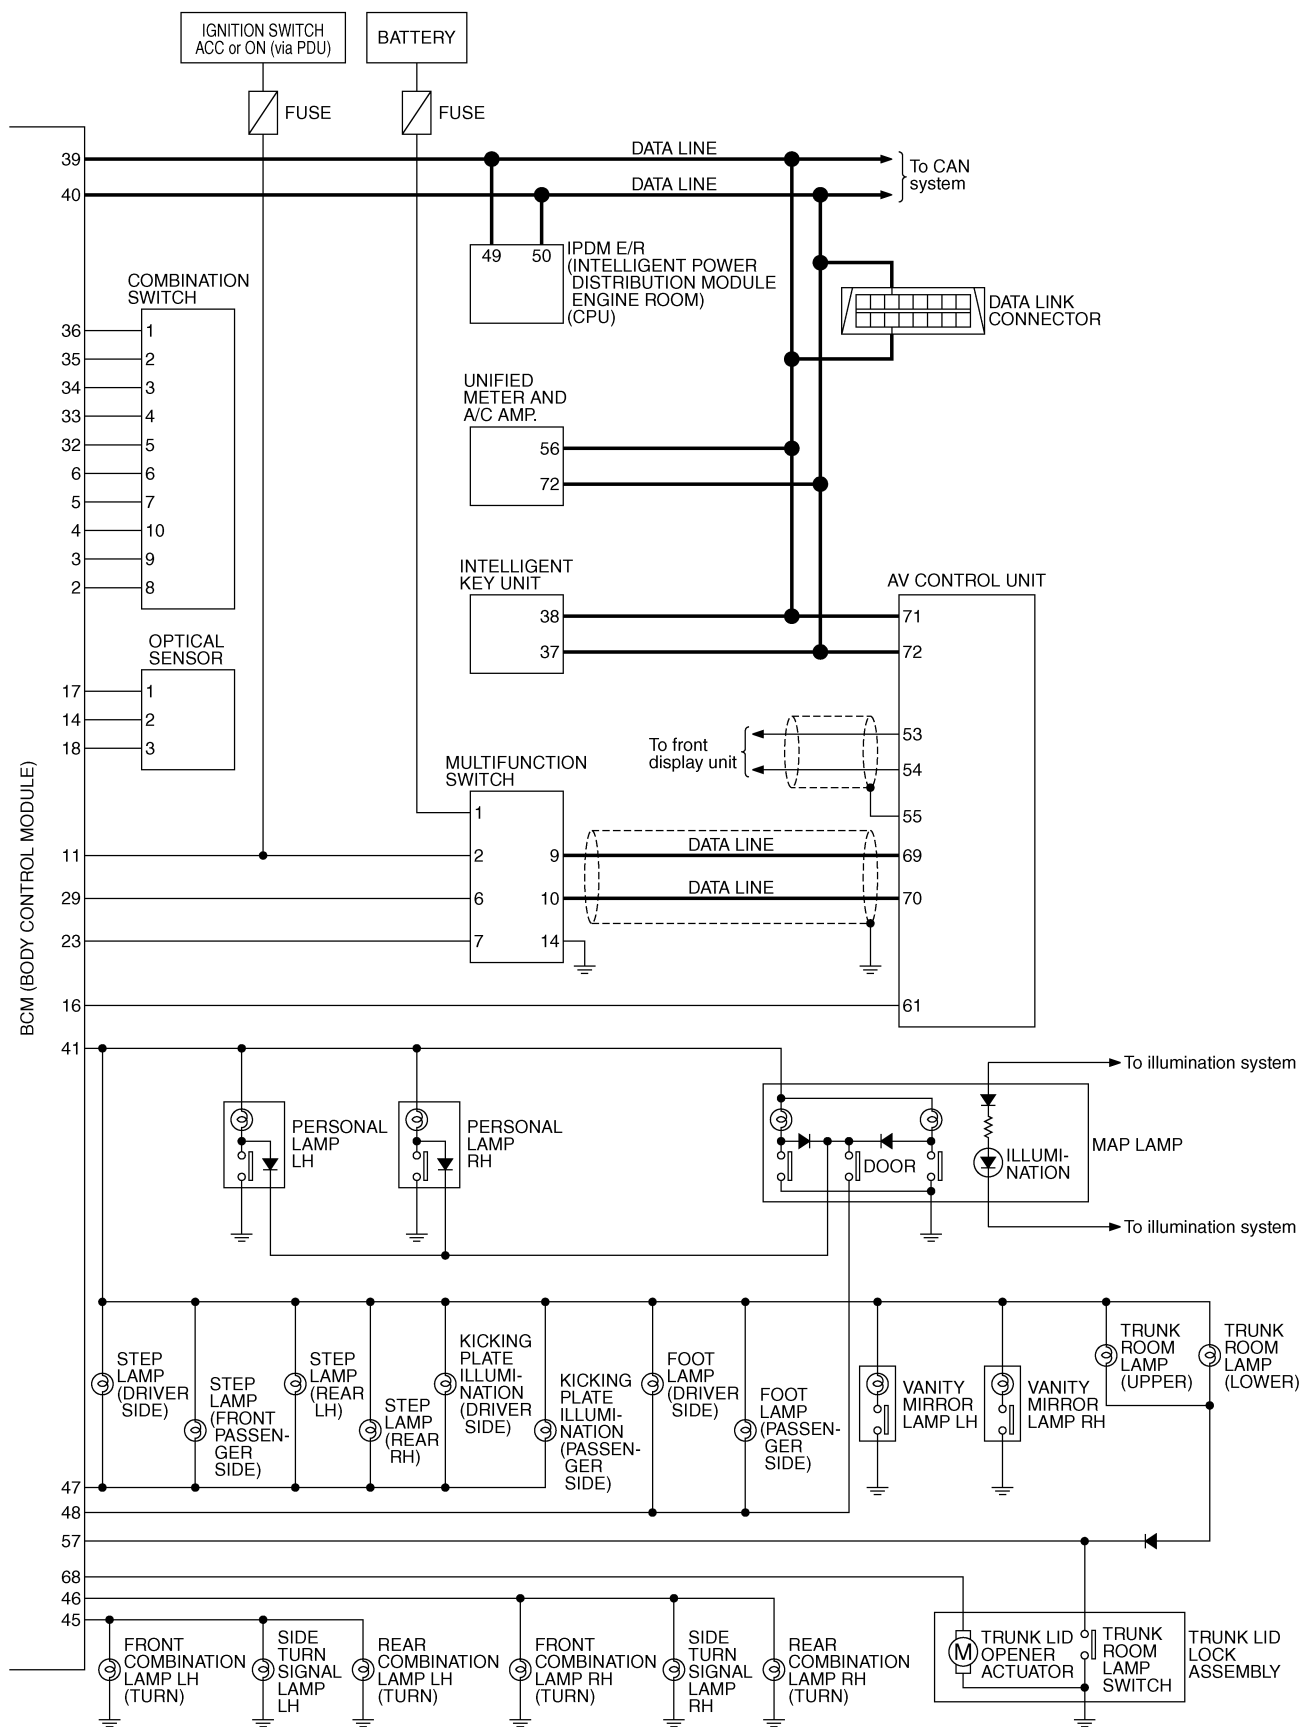 IGNITION SWITCH
ACC or ON (via PDU)
BATTERY
FUSE
FUSE
39
DATA LINE
To CAN
system
40
DATA LINE
49
50
IPDM E/R
(INTELLIGENT POWER
DISTRIBUTION MODULE
ENGINE ROOM)
(CPU)
DATA LINK
CONNECTOR
COMBINATION
SWITCH
36
1
35
2
34
3
33
4
32
5
6
6
5
7
4
10
3
9
2
8
UNIFIED
METER AND
A/C AMP.
56
72
INTELLIGENT
KEY UNIT
38
37
AV CONTROL UNIT
71
72
OPTICAL
SENSOR
17
1
14
2
18
3
To front
display unit
53
54
55
MULTIFUNCTION
SWITCH
1
BCM (BODY CONTROL MODULE)
11
2
9
DATA LINE
69
29
6
10
DATA LINE
70
23
7
14
16
61
41
PERSONAL
LAMP
LH
PERSONAL
LAMP
RH
DOOR
ILLUMI-
NATION
MAP LAMP
To illumination system
To illumination system
STEP
LAMP
(DRIVER
SIDE)
STEP
LAMP
(FRONT
PASSEN-
GER
SIDE)
STEP
LAMP
(REAR
LH)
STEP
LAMP
(REAR
RH)
KICKING
PLATE
ILLUMI-
NATION
(DRIVER
SIDE)
KICKING
PLATE
ILLUMI-
NATION
(PASSEN-
GER
SIDE)
FOOT
LAMP
(DRIVER
SIDE)
FOOT
LAMP
(PASSEN-
GER
SIDE)
VANITY
MIRROR
LAMP LH
VANITY
MIRROR
LAMP RH
TRUNK
ROOM
LAMP
(UPPER)
TRUNK
ROOM
LAMP
(LOWER)
47
48
57
68
46
45
FRONT
COMBINATION
LAMP LH
(TURN)
SIDE
TURN
SIGNAL
LAMP
LH
REAR
COMBINATION
LAMP LH
(TURN)
FRONT
COMBINATION
LAMP RH
(TURN)
SIDE
TURN
SIGNAL
LAMP
RH
REAR
COMBINATION
LAMP RH
(TURN)
M
TRUNK LID
OPENER
ACTUATOR
TRUNK
ROOM
LAMP
SWITCH
TRUNK LID
LOCK
ASSEMBLY